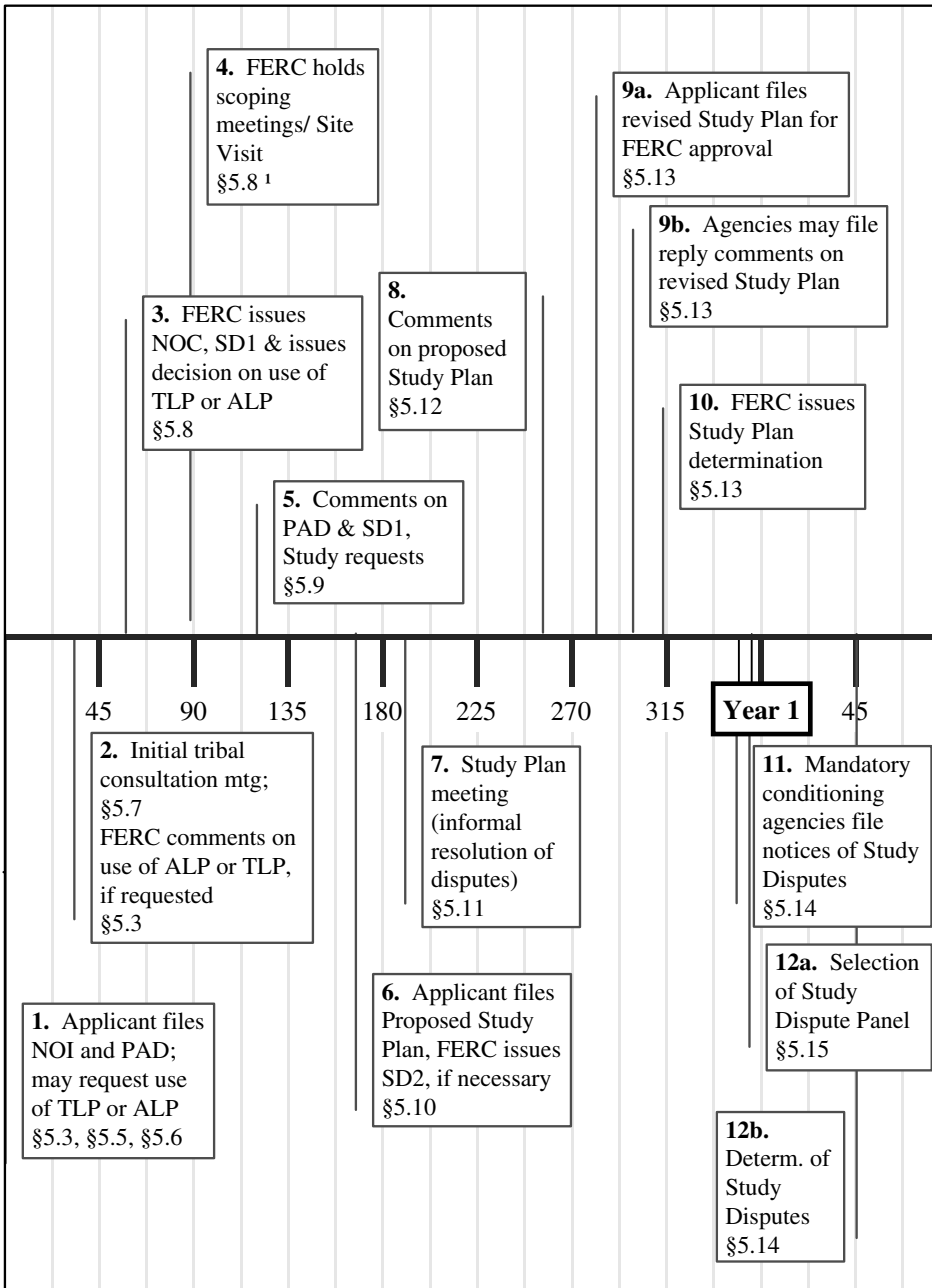 4. FERC holds
scoping
meetings/ Site
Visit
§5.8 ¹
9a. Applicant files
revised Study Plan for
FERC approval
§5.13
9b. Agencies may file
reply comments on
revised Study Plan
§5.13
8.
Comments
on proposed
Study Plan
§5.12
3. FERC issues
NOC, SD1 & issues
decision on use of
TLP or ALP
§5.8
10. FERC issues
Study Plan
determination
§5.13
5. Comments on
PAD & SD1,
Study requests
§5.9
45 90 135 180 225 270 315 Year 1 45
2. Initial tribal
consultation mtg;
§5.7
FERC comments on
use of ALP or TLP,
if requested
§5.3
7. Study Plan
meeting
(informal
resolution of
disputes)
§5.11
11. Mandatory
conditioning
agencies file
notices of Study
Disputes
§5.14
12a. Selection
of Study
Dispute Panel
§5.15
6. Applicant files
Proposed Study
Plan, FERC issues
SD2, if necessary
§5.10
1. Applicant files
NOI and PAD;
may request use
of TLP or ALP
§5.3, §5.5, §5.6
12b.
Determ. of
Study
Disputes
§5.14